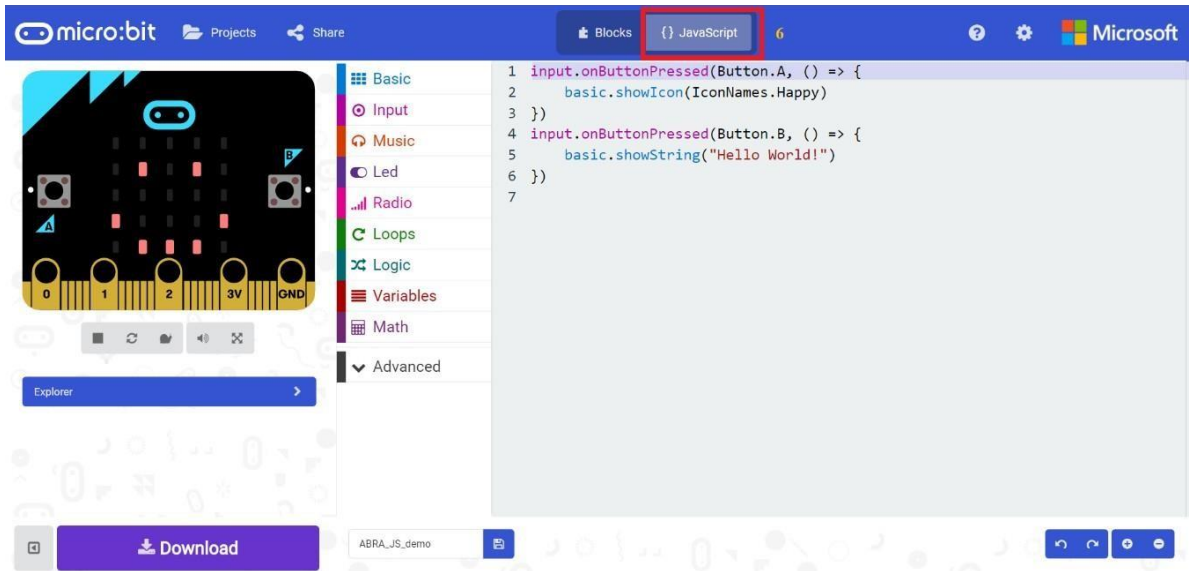 micro:bit Projects Share Blocks {} JavaScript 6 Microsoft
B
A
0 1 2 3V GND
Explorer
Download
Basic
Input
Music
Led
Radio
Loops
Logic
Variables
Math
Advanced
1 input.onButtonPressed(Button.A, () => {
2 basic.showIcon(IconNames.Happy)
3 })
4 input.onButtonPressed(Button.B, () => {
5 basic.showString("Hello World!")
6 })
7
ABRA_JS_demo